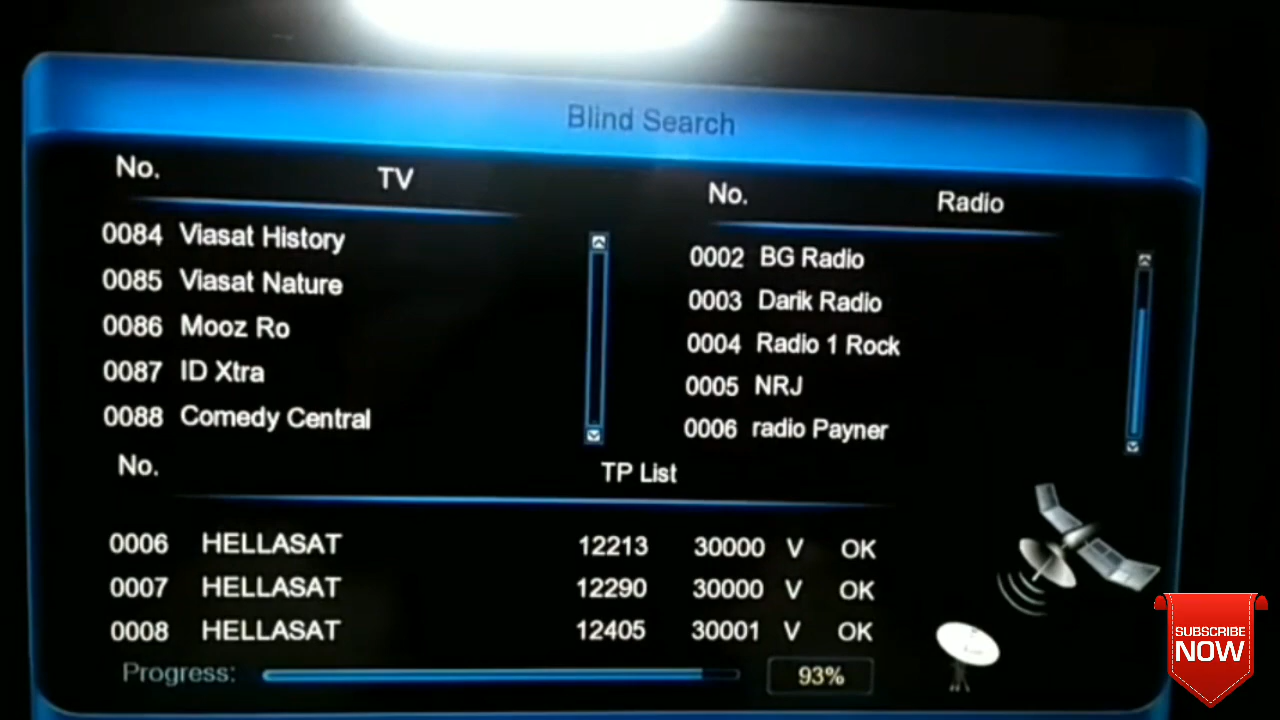 Blind Search
No. TV
0084 Viasat History
0085 Viasat Nature
0086 Mooz Ro
0087 ID Xtra
0088 Comedy Central
No. Radio
0002 BG Radio
0003 Darik Radio
0004 Radio 1 Rock
0005 NRJ
0006 radio Payner
No. TP List
0006 HELLASAT 12213 30000 V OK
0007 HELLASAT 12290 30000 V OK
0008 HELLASAT 12405 30001 V OK
Progress: 93%
SUBSCRIBE
NOW